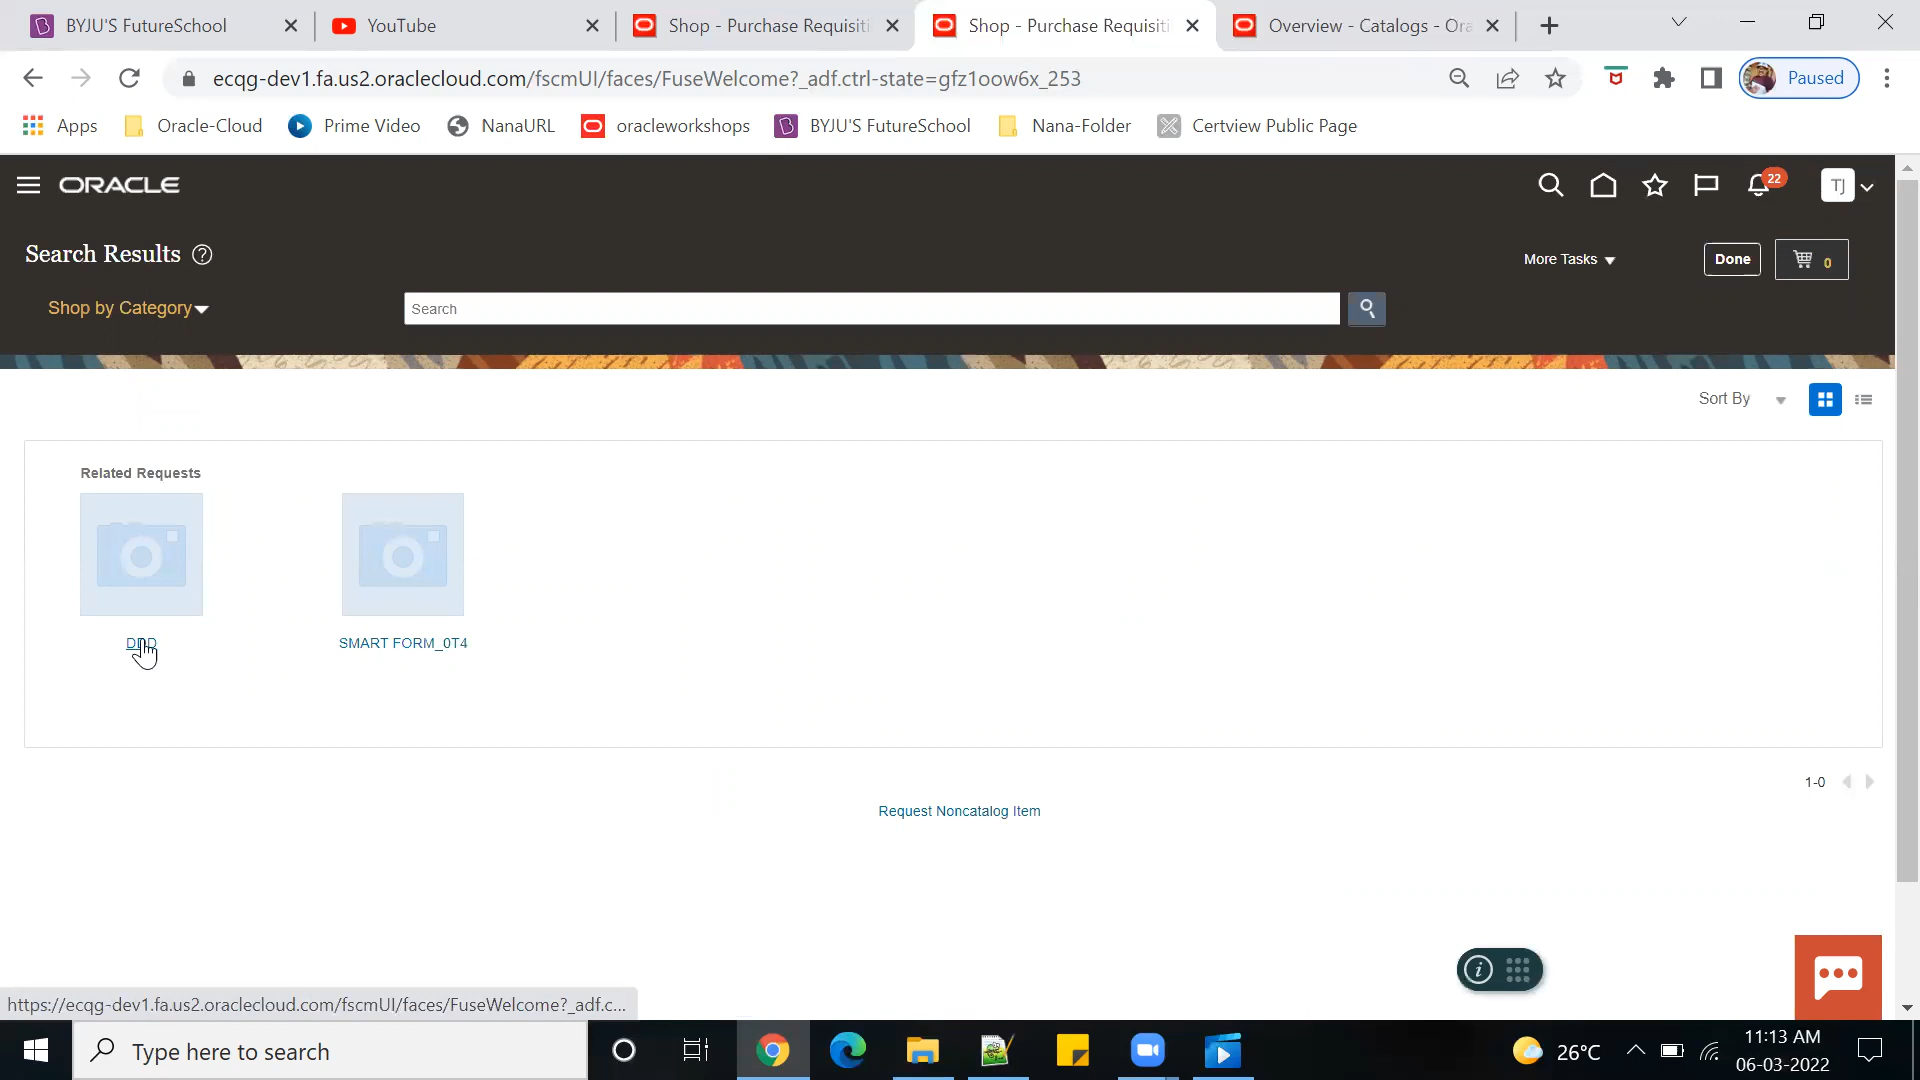 BYJU'S FutureSchool
YouTube
Shop - Purchase Requisiti
Shop - Purchase Requisiti
Overview - Catalogs - Ora
ecqg-dev1.fa.us2.oraclecloud.com/fscmUI/faces/FuseWelcome?_adf.ctrl-state=gfz1oow6x_253
Paused
Apps
Oracle-Cloud
Prime Video
NanaURL
oracleworkshops
BYJU'S FutureSchool
Nana-Folder
Certview Public Page
ORACLE
22
TJ
Search Results
More Tasks
Done
0
Shop by Category
Search
Sort By
Related Requests
DDD
SMART FORM_0T4
1-0
Request Noncatalog Item
https://ecqg-dev1.fa.us2.oraclecloud.com/fscmUI/faces/FuseWelcome?_adf.c...
Type here to search
26°C
11:13 AM
06-03-2022